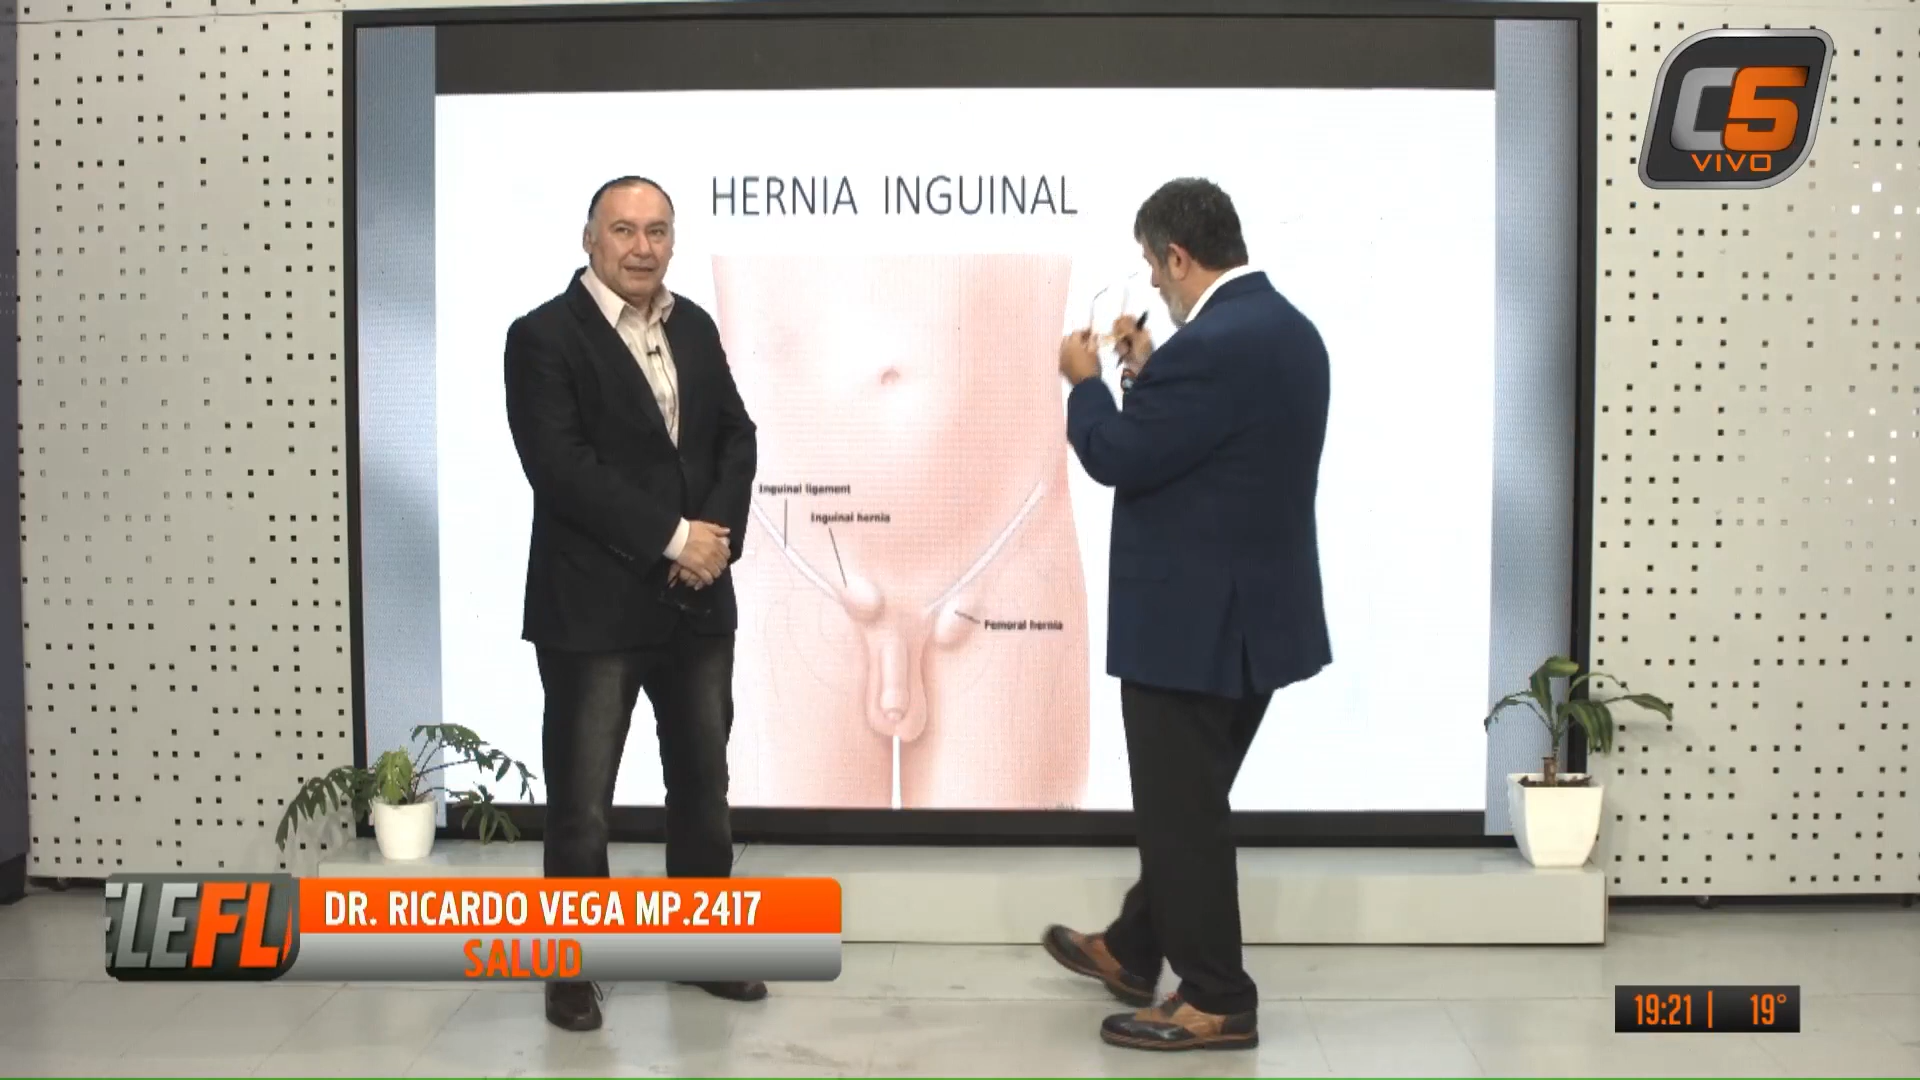 C5
VIVO
HERNIA INGUINAL
Inguinal ligament
Inguinal hernia
Femoral hernia
ELEFL
DR. RICARDO VEGA MP.2417
SALUD
19:21 | 19°